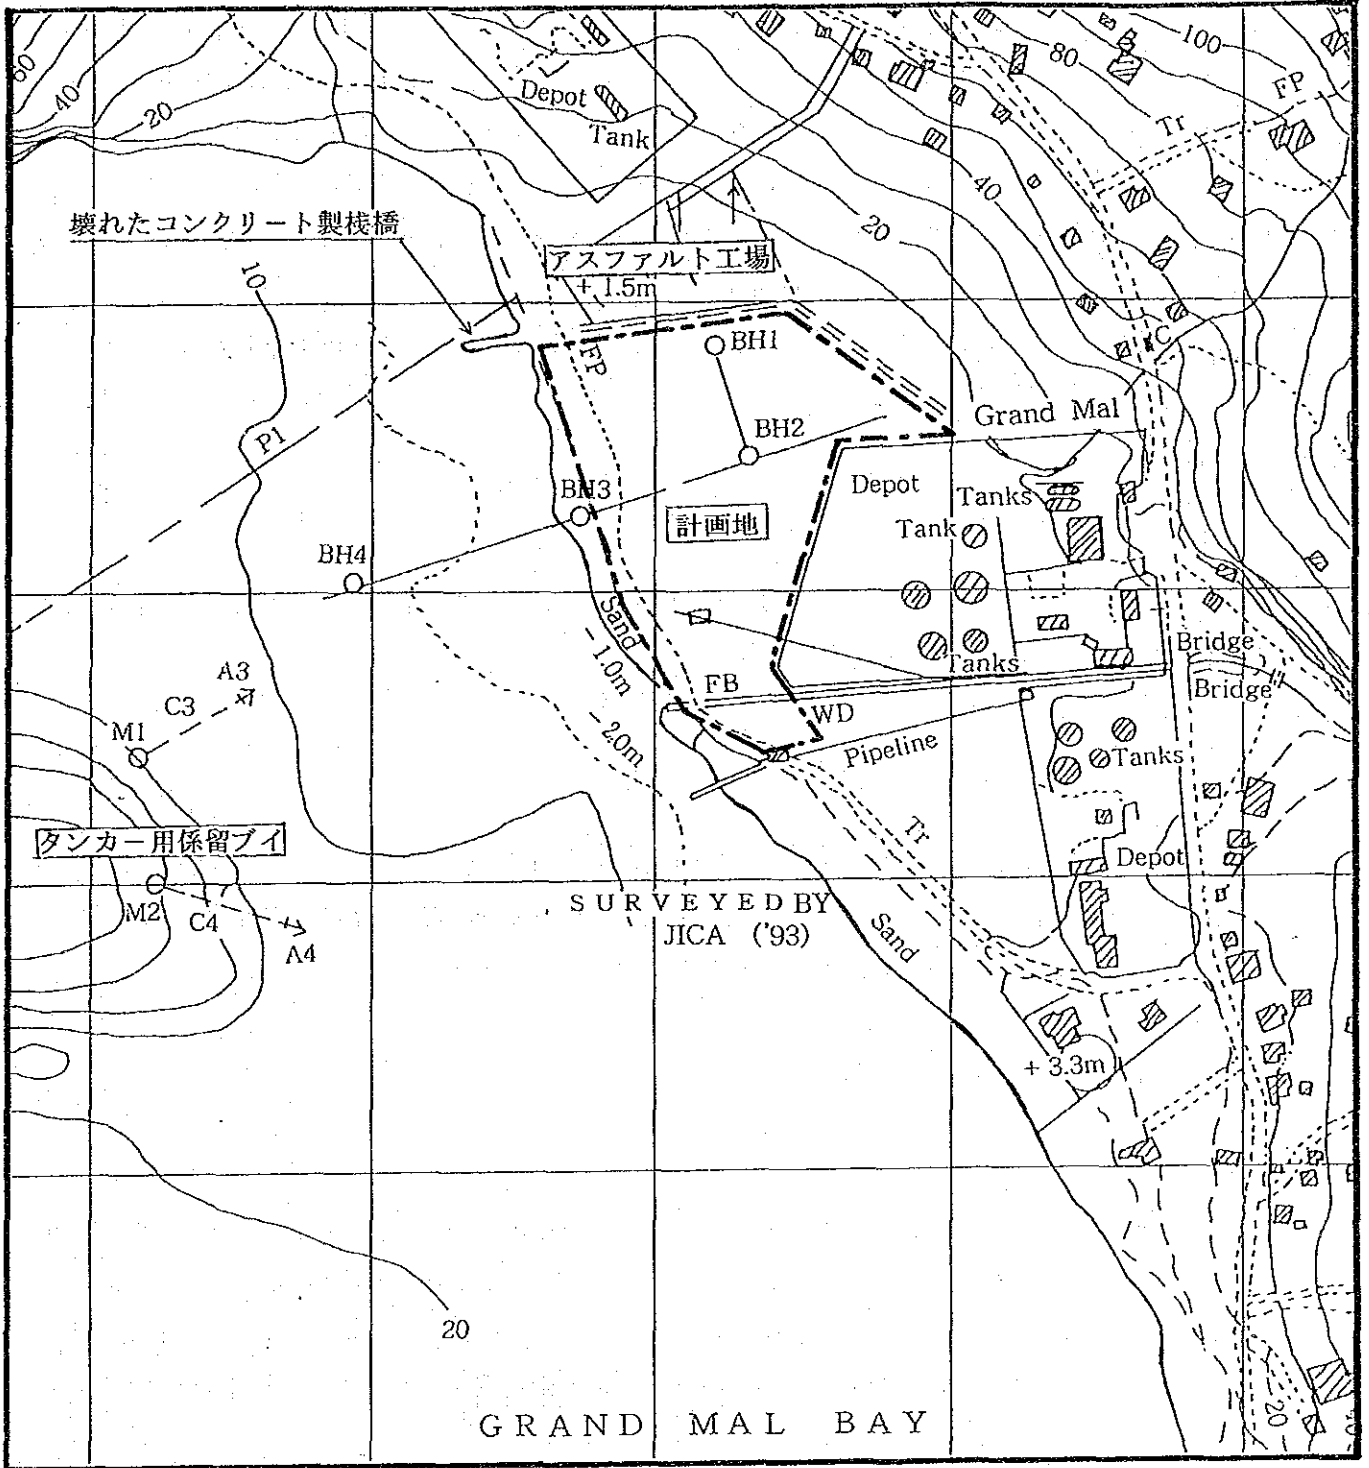 60
40
20
Depot
Tank
80
100
FP
Tr
40
20
壊れたコンクリート製桟橋
アスファルト工場
+ 1.5m
10
FP
BH1
C
P1
BH2
Grand Mal
BH3
Depot
Tanks
計画地
Tank
BH4
Sand
Bridge
1.0m
Tanks
A3
FB
Bridge
C3
M1
WD
2.0m
Pipeline
Tanks
タンカー用係留ブイ
Tr
Depot
M2
C4
SURVEYED BY
JICA ('93)
A4
Sand
+ 3.3m
20
20
GRAND MAL BAY